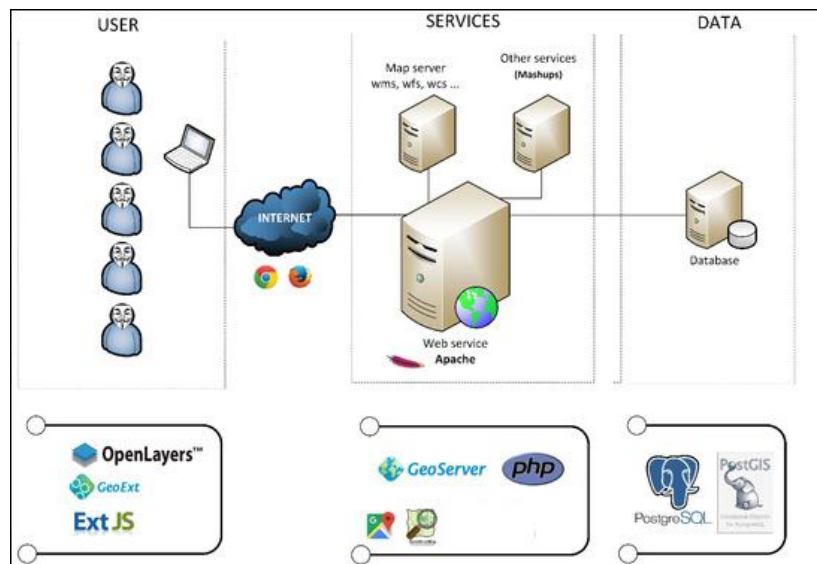 USER
SERVICES
DATA
Map server
wms, wfs, wcs ...
Other services
(Mashups)
INTERNET
Database
Web service
Apache
OpenLayers™
GeoExt
Ext JS
GeoServer
php
PostgreSQL
PostGIS